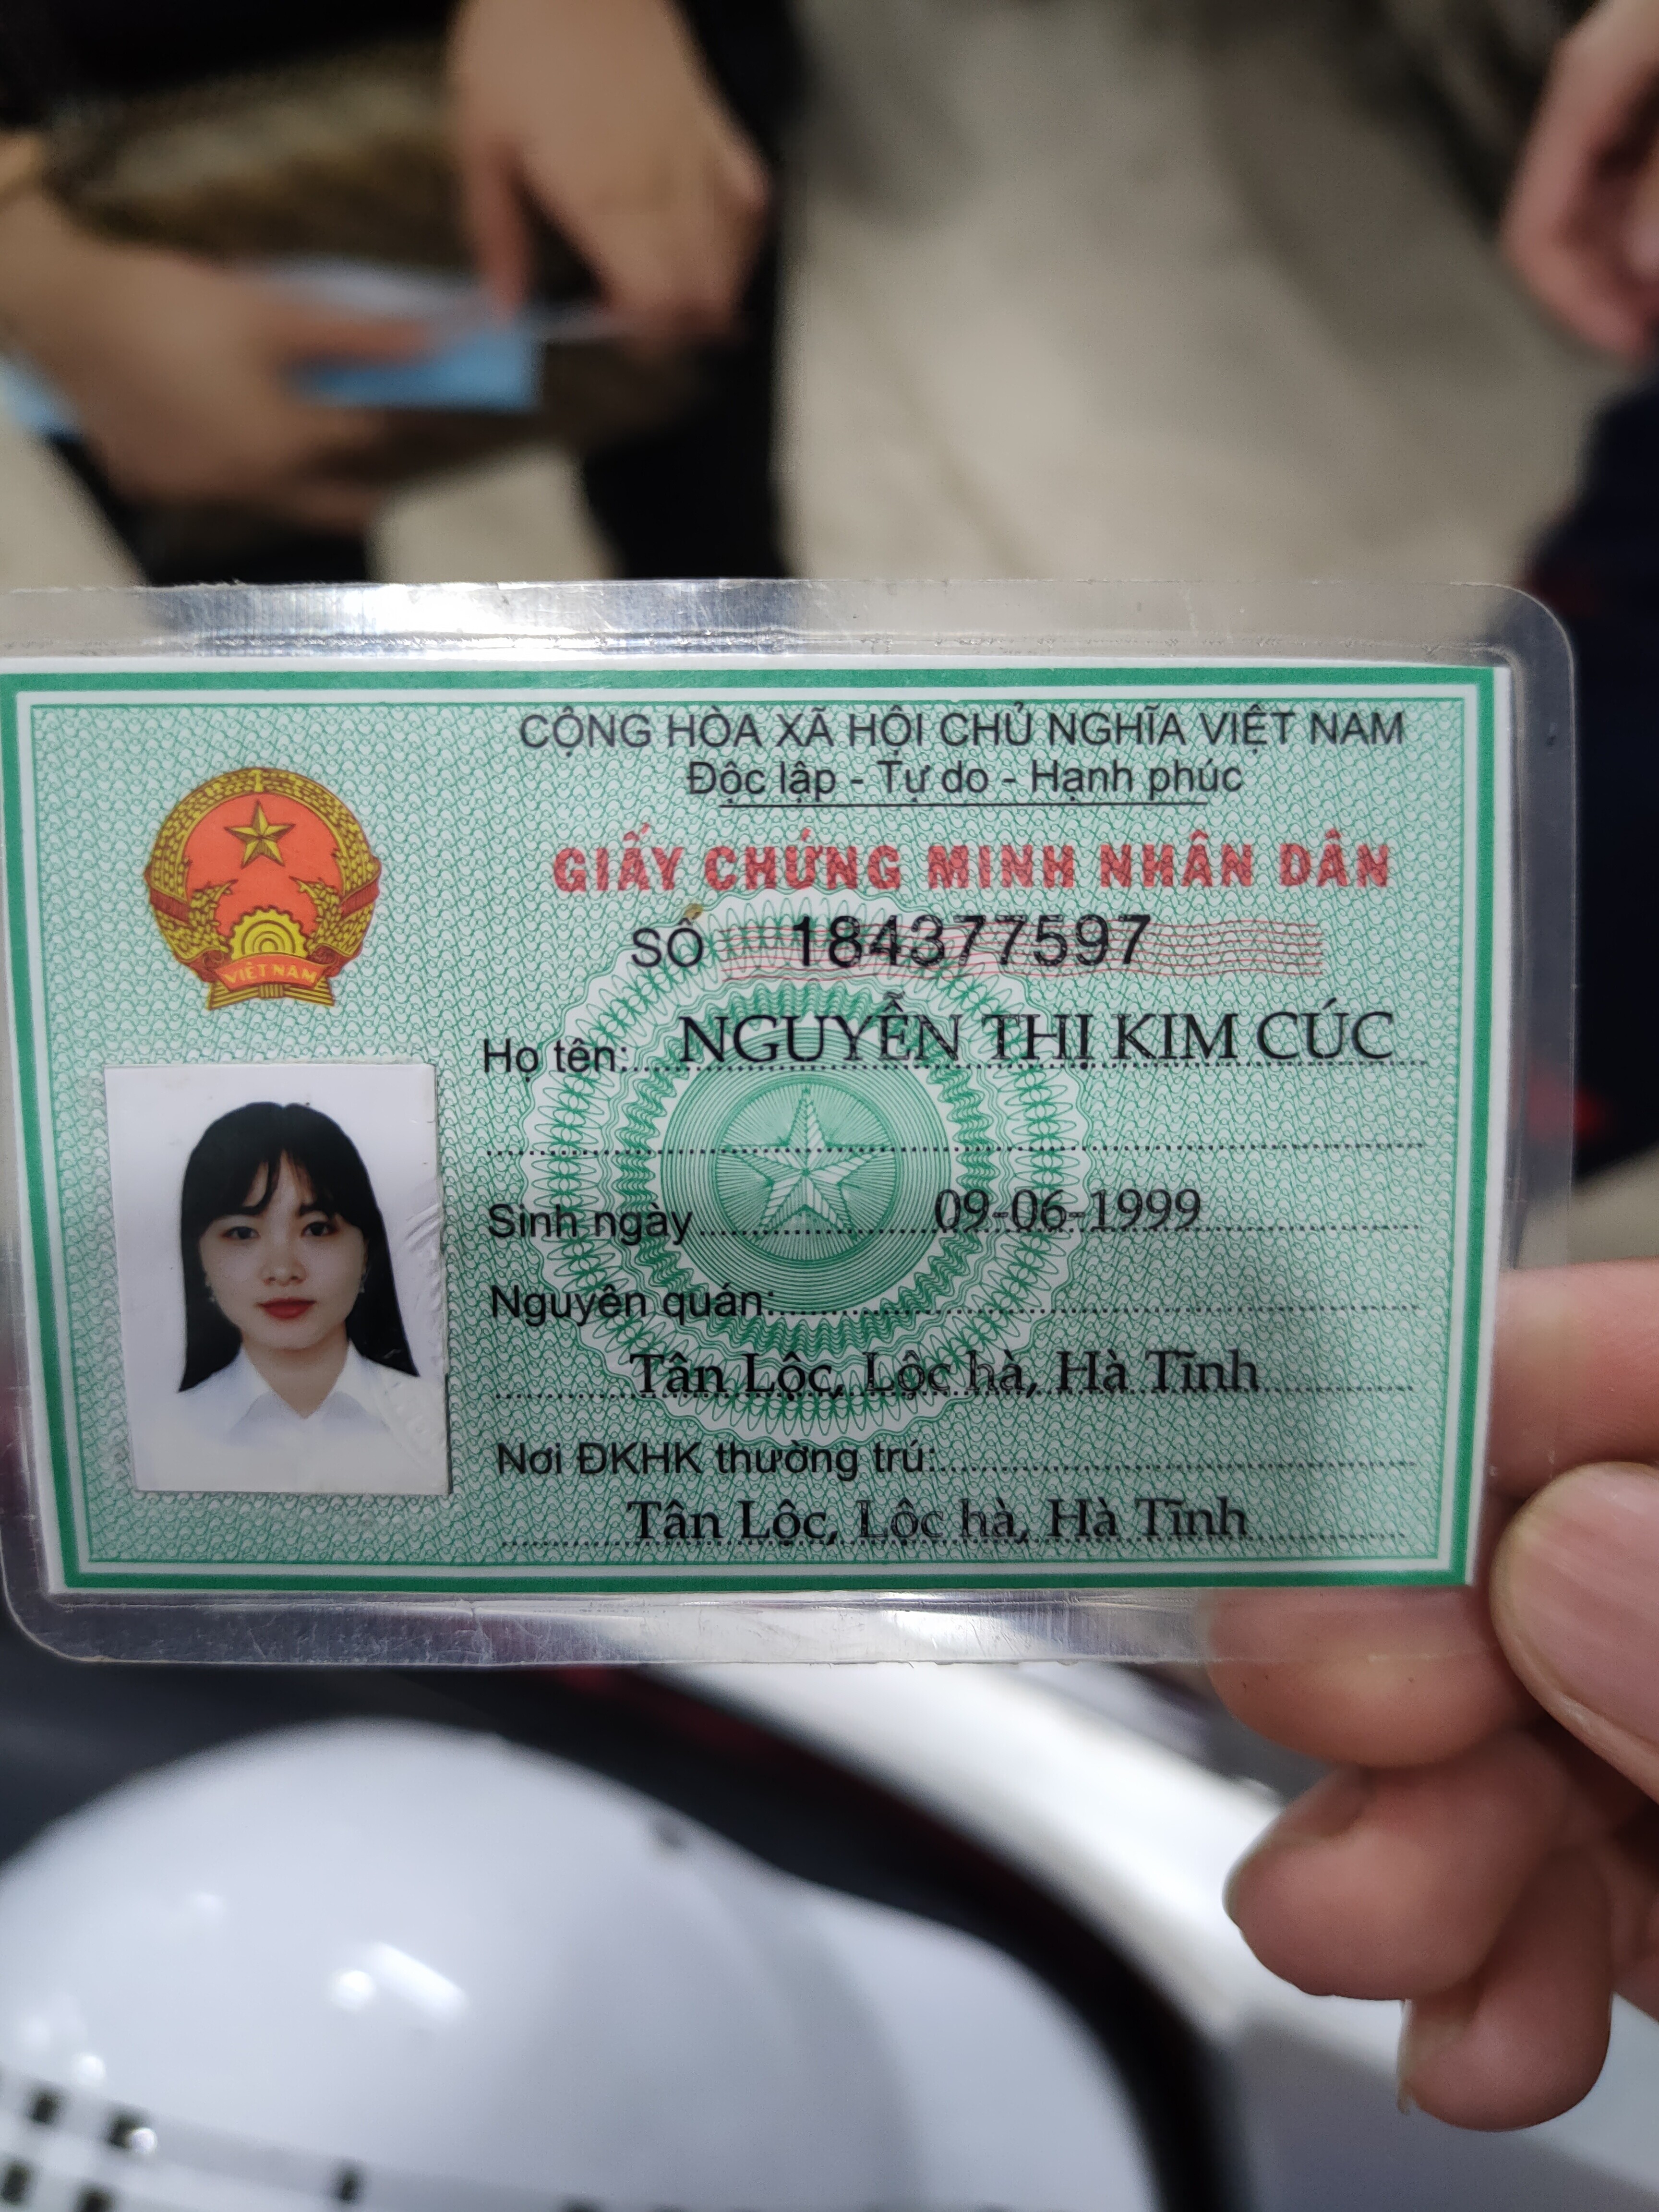 CỘNG HÒA XÃ HỘI CHỦ NGHĨA VIỆT NAM
Độc lập - Tự do - Hạnh phúc
GIẤY CHỨNG MINH NHÂN DÂN
SỐ 184377597
VIỆT NAM
Họ tên: NGUYỄN THỊ KIM CÚC
Sinh ngày 09-06-1999
Nguyên quán:
Tân Lộc, Lộc hà, Hà Tĩnh
Nơi ĐKHK thường trú:
Tân Lộc, Lộc hà, Hà Tĩnh